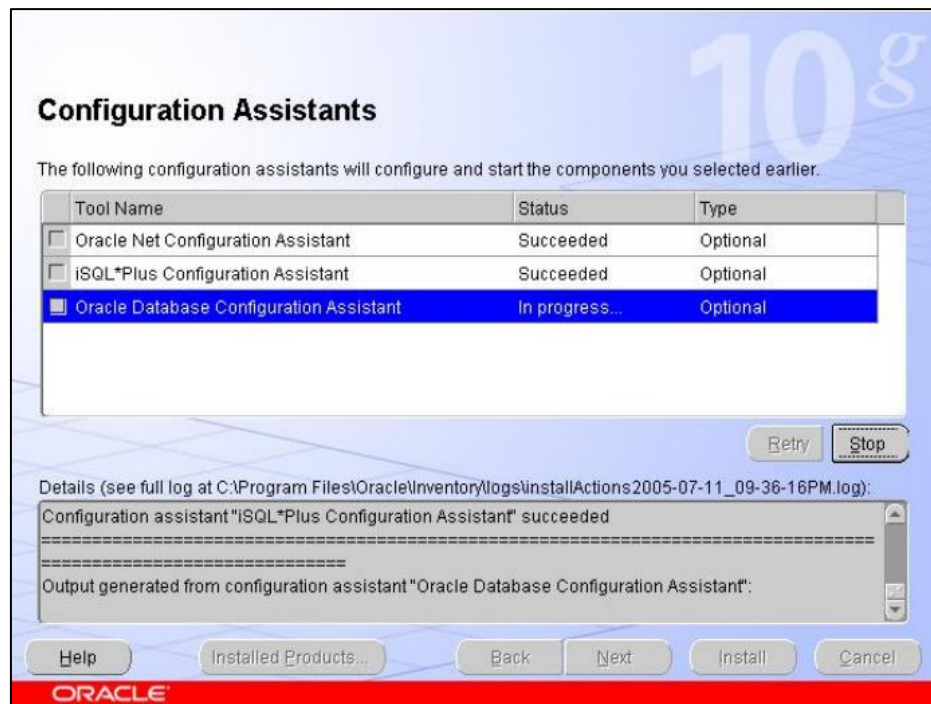 10g
Configuration Assistants
The following configuration assistants will configure and start the components you selected earlier.
Tool Name Status Type
Oracle Net Configuration Assistant Succeeded Optional
iSQL*Plus Configuration Assistant Succeeded Optional
Oracle Database Configuration Assistant In progress... Optional
Retry Stop
Details (see full log at C:\Program Files\Oracle\Inventory\logs\installActions2005-07-11_09-36-16PM.log):
Configuration assistant "iSQL*Plus Configuration Assistant" succeeded
Output generated from configuration assistant "Oracle Database Configuration Assistant":
Help Installed Products... Back Next Install Cancel
ORACLE